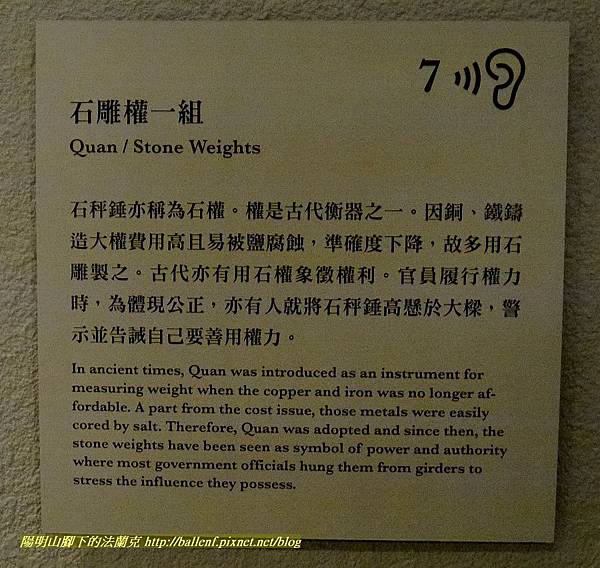 7
石雕權一組
Quan / Stone Weights
石秤錘亦稱為石權。權是古代衡器之一。因銅、鐵鑄
造大權費用高且易被鹽腐蝕，準確度下降，故多用石
雕製之。古代亦有用石權象徵權利。官員履行權力
時，為體現公正，亦有人就將石秤錘高懸於大樑，警
示並告誡自己要善用權力。
In ancient times, Quan was introduced as an instrument for
measuring weight when the copper and iron was no longer af-
fordable. A part from the cost issue, those metals were easily
cored by salt. Therefore, Quan was adopted and since then, the
stone weights have been seen as symbol of power and authority
where most government officials hung them from girders to
stress the influence they possess.
陽明山腳下的法蘭克 http://ballenf.pixnet.net/blog